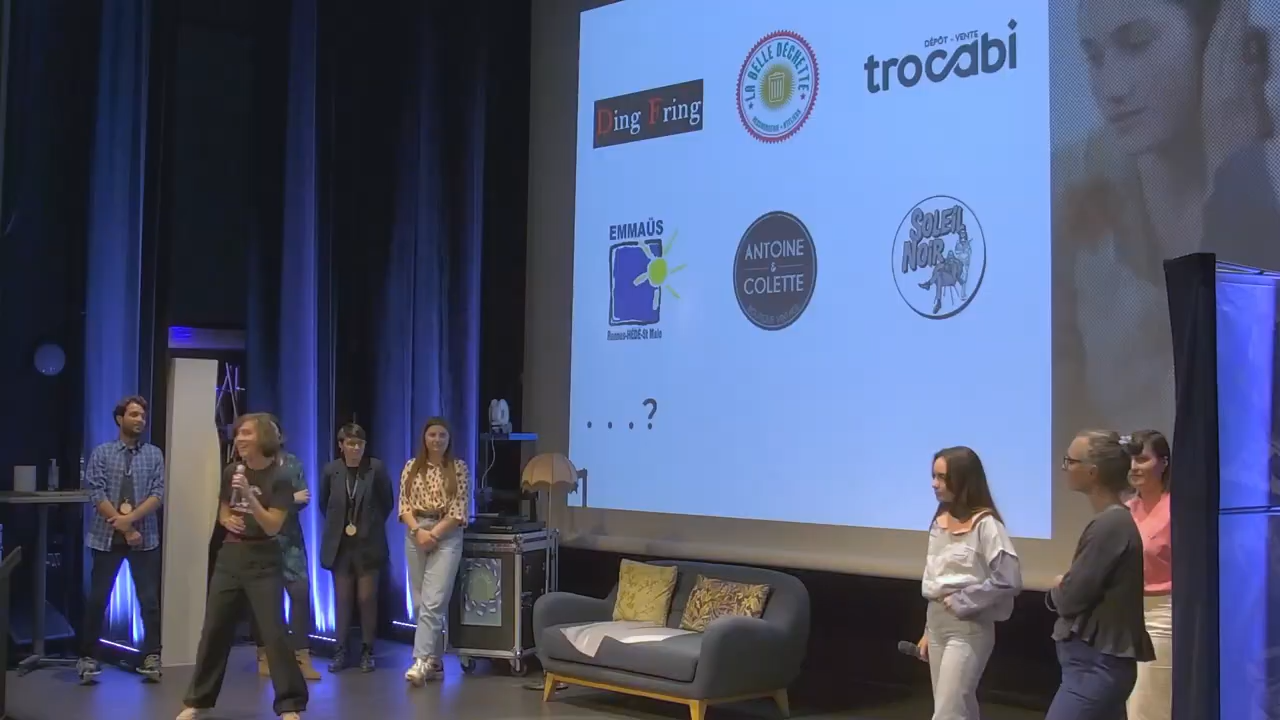 Ding Fring
LA BELLE DÉCHETTE
DÉPÔT - VENTE
trocabi
EMMAÜS
Rennes-HÉDÉ-St Malo
ANTOINE
&
COLETTE
SOLEIL
NOIR
. . . ?